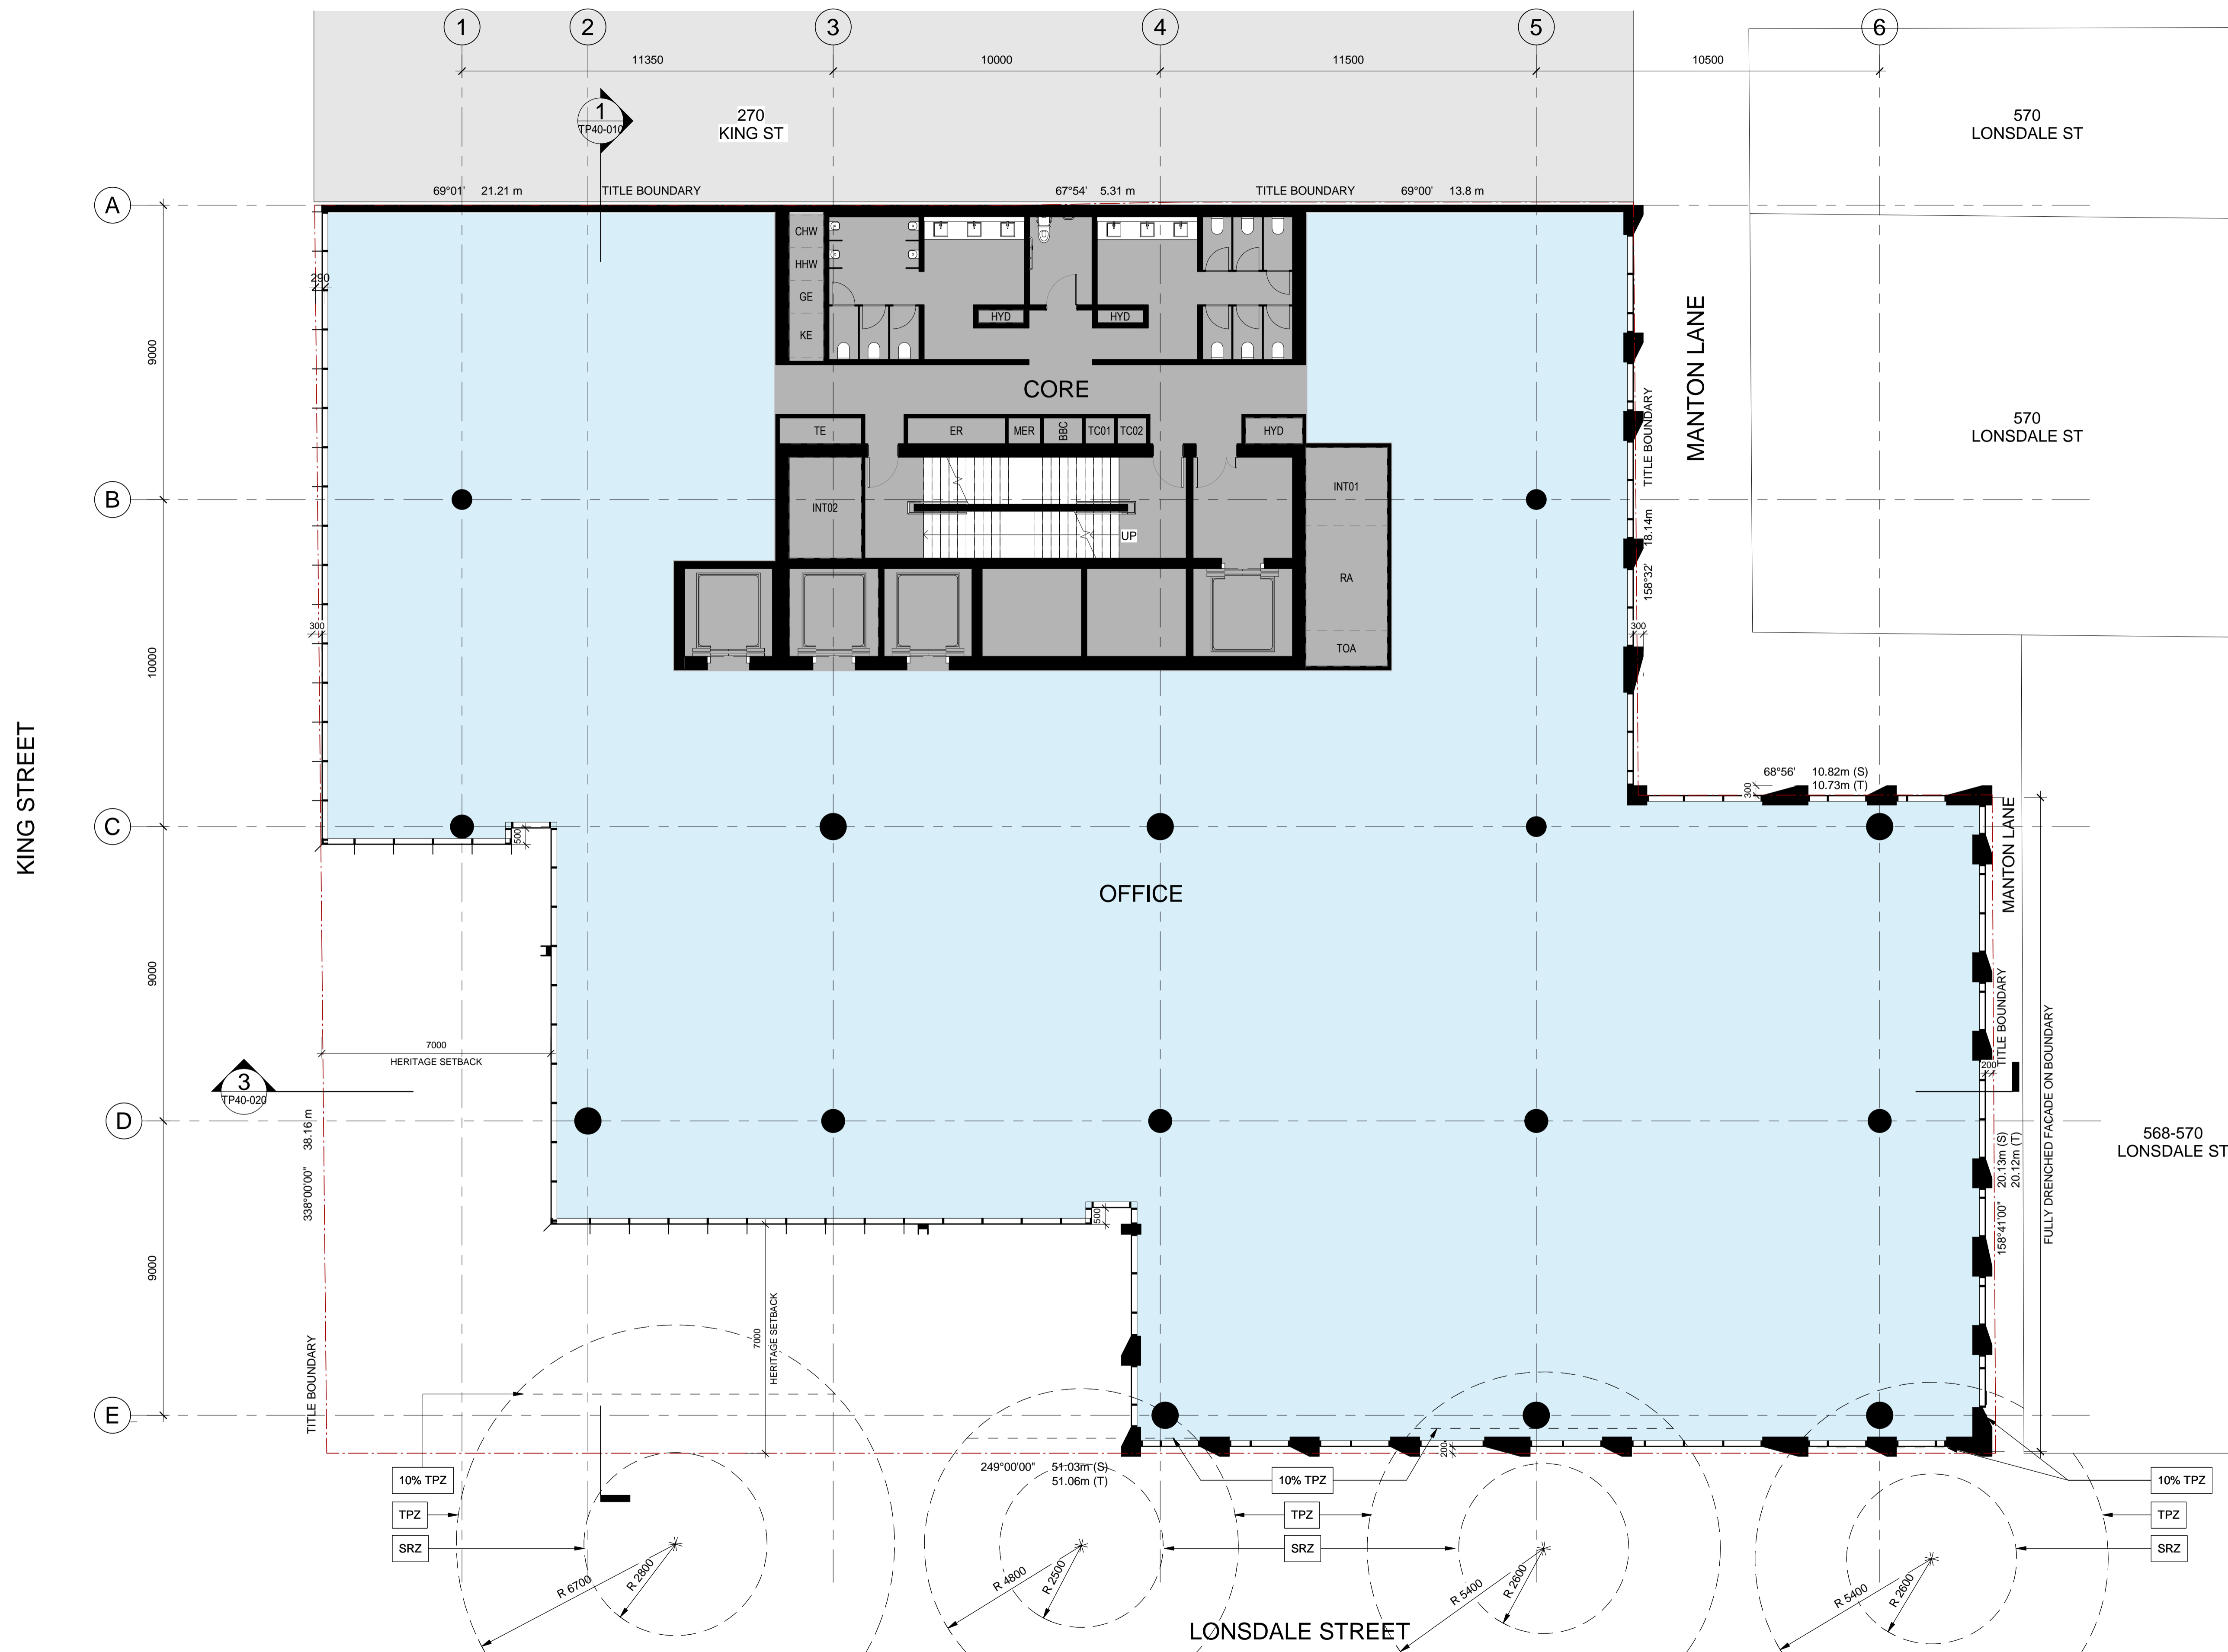 1
2
3
4
5
6
11350
10000
11500
10500
1
TP40-010
270
KING ST
570
LONSDALE ST
69°01' 21.21 m
TITLE BOUNDARY
67°54' 5.31 m
TITLE BOUNDARY
69°00' 13.8 m
A
CHW
HHW
GE
KE
HYD
HYD
290
9000
CORE
MANTON LANE
TITLE BOUNDARY
570
LONSDALE ST
TE
ER
MER
BBC
TC01
TC02
HYD
B
INT02
INT01
UP
158°32' 18.14m
RA
TOA
300
300
10000
KING STREET
68°56' 10.82m (S)
10.73m (T)
300
C
500
MANTON LANE
OFFICE
9000
TITLE BOUNDARY
FULLY DRENCHED FACADE ON BOUNDARY
7000
HERITAGE SETBACK
3
TP40-020
200
D
338°00'00" 38.16 m
158°41'00" 20.13m (S)
20.12m (T)
568-570
LONSDALE ST
500
9000
7000
HERITAGE SETBACK
TITLE BOUNDARY
E
200
249°00'00" 51.03m (S)
51.06m (T)
10% TPZ
TPZ
SRZ
10% TPZ
TPZ
SRZ
10% TPZ
TPZ
SRZ
R 6700
R 2800
R 4800
R 2500
R 5400
R 2600
R 5400
R 2600
LONSDALE STREET